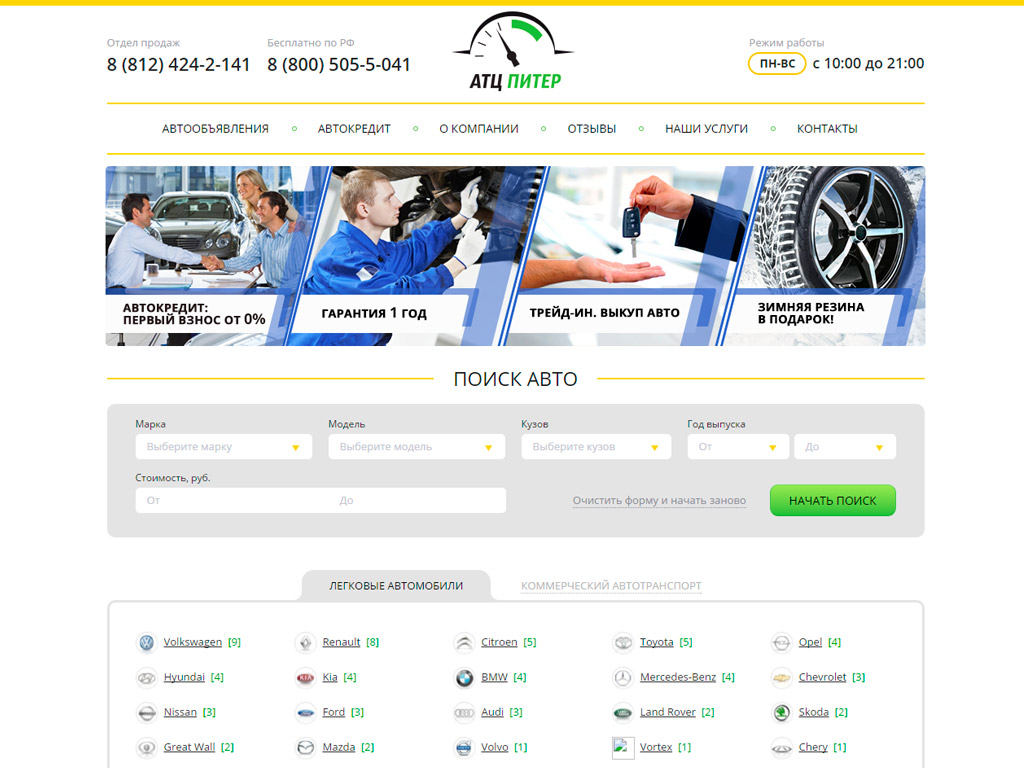 Отдел продаж
8 (812) 424-2-141
Бесплатно по РФ
8 (800) 505-5-041
АТЦ ПИТЕР
Режим работы
ПН-ВС с 10:00 до 21:00
АВТООБЪЯВЛЕНИЯ АВТОКРЕДИТ О КОМПАНИИ ОТЗЫВЫ НАШИ УСЛУГИ КОНТАКТЫ
АВТОКРЕДИТ:
ПЕРВЫЙ ВЗНОС ОТ 0%
ГАРАНТИЯ 1 ГОД
ТРЕЙД-ИН. ВЫКУП АВТО
ЗИМНЯЯ РЕЗИНА
В ПОДАРОК!
ПОИСК АВТО
Марка Модель Кузов Год выпуска
Выберите марку Выберите модель Выберите кузов От До
Стоимость, руб.
От До Очистить форму и начать заново НАЧАТЬ ПОИСК
ЛЕГКОВЫЕ АВТОМОБИЛИ КОММЕРЧЕСКИЙ АВТОТРАНСПОРТ
Volkswagen [9] Renault [8] Citroen [5] Toyota [5] Opel [4]
Hyundai [4] KIA Kia [4] BMW [4] Mercedes-Benz [4] Chevrolet [3]
Nissan [3] Ford [3] Audi [3] Land Rover [2] Skoda [2]
Great Wall [2] Mazda [2] Volvo [1] Vortex [1] Chery [1]